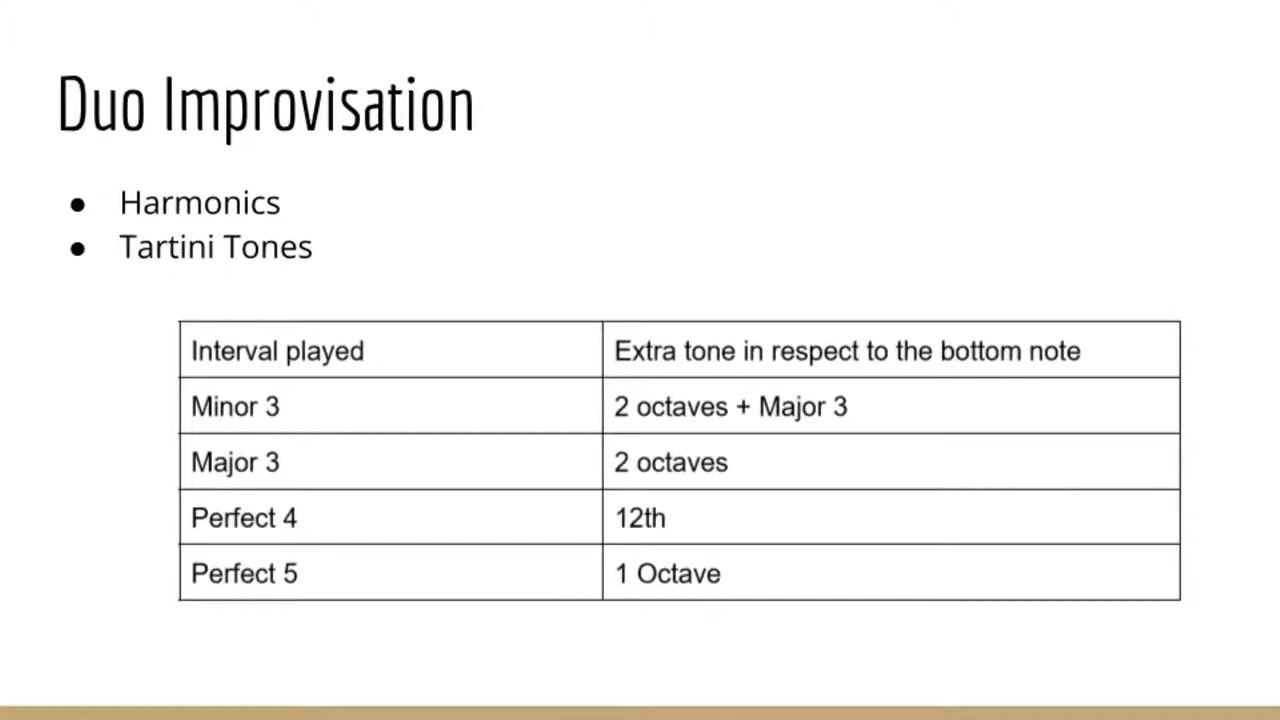 Duo Improvisation
● Harmonics
● Tartini Tones
Interval played Extra tone in respect to the bottom note
Minor 3 2 octaves + Major 3
Major 3 2 octaves
Perfect 4 12th
Perfect 5 1 Octave